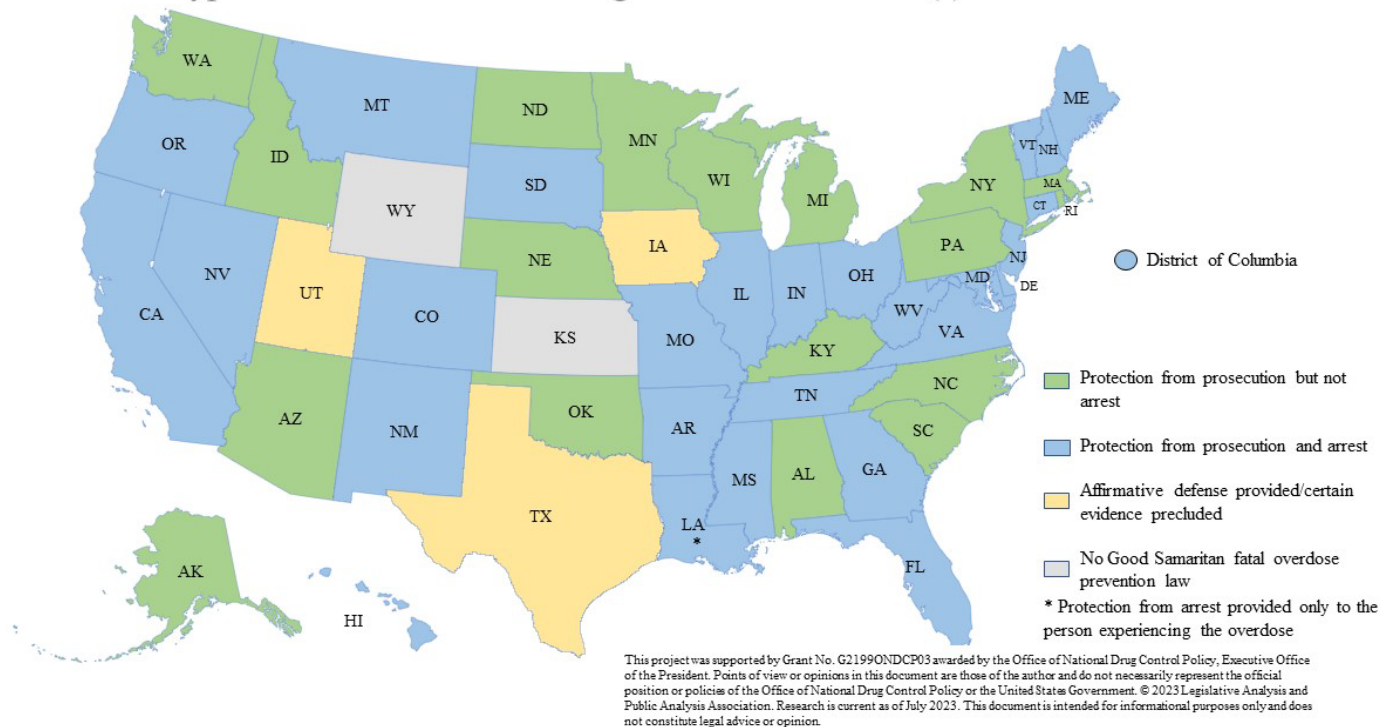 WA
MT
ND
MN
ME
OR
ID
SD
WI
MI
NY
VT
NH
MA
CT
RI
WY
IA
NE
PA
NJ
NV
UT
CO
IL
IN
OH
MD
DE
District of Columbia
CA
KS
MO
WV
VA
KY
AZ
NM
OK
AR
TN
NC
SC
MS
AL
GA
TX
LA
*
FL
AK
HI
Protection from prosecution but not
arrest
Protection from prosecution and arrest
Affirmative defense provided/certain
evidence precluded
No Good Samaritan fatal overdose
prevention law
* Protection from arrest provided only to the
person experiencing the overdose
This project was supported by Grant No. G2199ONDCP03 awarded by the Office of National Drug Control Policy, Executive Office
of the President. Points of view or opinions in this document are those of the author and do not necessarily represent the official
position or policies of the Office of National Drug Control Policy or the United States Government. © 2023 Legislative Analysis and
Public Analysis Association. Research is current as of July 2023. This document is intended for informational purposes only and does
not constitute legal advice or opinion.